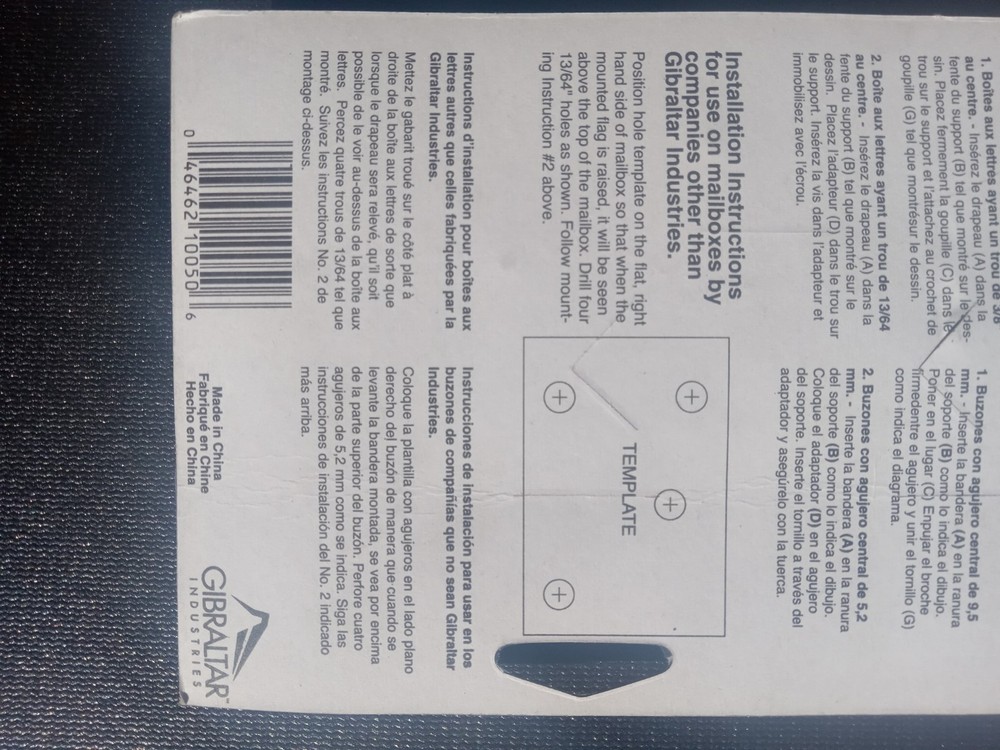 1. Boîtes aux lettres ayant un trou de 3/8
au centre. - Insérez le drapeau (A) dans la
fente du support (B) tel que montré sur le des-
sin. Placez fermement la goupille (C) dans le
trou sur le support et l'attachez au crochet de
goupille (G) tel que montrésur le dessin.
2. Boîte aux lettres ayant un trou de 13/64
au centre. - Insérez le drapeau (A) dans la
fente du support (B) tel que montré sur le
dessin. Placez l'adapteur (D) dans le trou sur
le support. Insérez la vis dans l'adapteur et
immobilisez avec l'écrou.
1. Buzones con agujero central de 9,5
mm. - Inserte la bandera (A) en la ranura
del soporte (B) como lo indica el dibujo.
Poner en el lugar (C) Enpujar el broche
firmedentre el agujero y unir el tornillo (G)
como indica el diagrama.
2. Buzones con agujero central de 5,2
mm. - Inserte la bandera (A) en la ranura
del soporte (B) como lo indica el dibujo.
Coloque el adaptador (D) en el agujero
del soporte. Inserte el tornillo a través del
adaptador y asegúrelo con la tuerca.
Installation Instructions
for use on mailboxes by
companies other than
Gibraltar Industries.
Position hole template on the flat, right
hand side of mailbox so that when the
mounted flag is raised, it will be seen
above the top of the mailbox. Drill four
13/64" holes as shown. Follow mount-
ing Instruction #2 above.
TEMPLATE
Instructions d'installation pour boîtes aux
lettres autres que celles fabriquées par la
Gibraltar Industries.
Mettez le gabarit troué sur le côté plat à
droite de la boîte aux lettres de sorte que
lorsque le drapeau sera relevé, qu'il soit
possible de le voir au-dessus de la boîte aux
lettres. Percez quatre trous de 13/64 tel que
montré. Suivez les instructions No. 2 de
montage ci-dessus.
Instrucciones de instalación para usar en los
buzones de compañías que no sean Gibraltar
Industries.
Coloque la plantilla con agujeros en el lado plano
derecho del buzón de manera que cuando se
levante la bandera montada, se vea por encima
de la parte superior del buzón. Perfore cuatro
agujeros de 5,2 mm como se indica. Siga las
instrucciones de instalación del No. 2 indicado
más arriba.
0 46462 10050 6
Made in China
Fabriqué en Chine
Hecho en China
GIBRALTAR™
INDUSTRIES